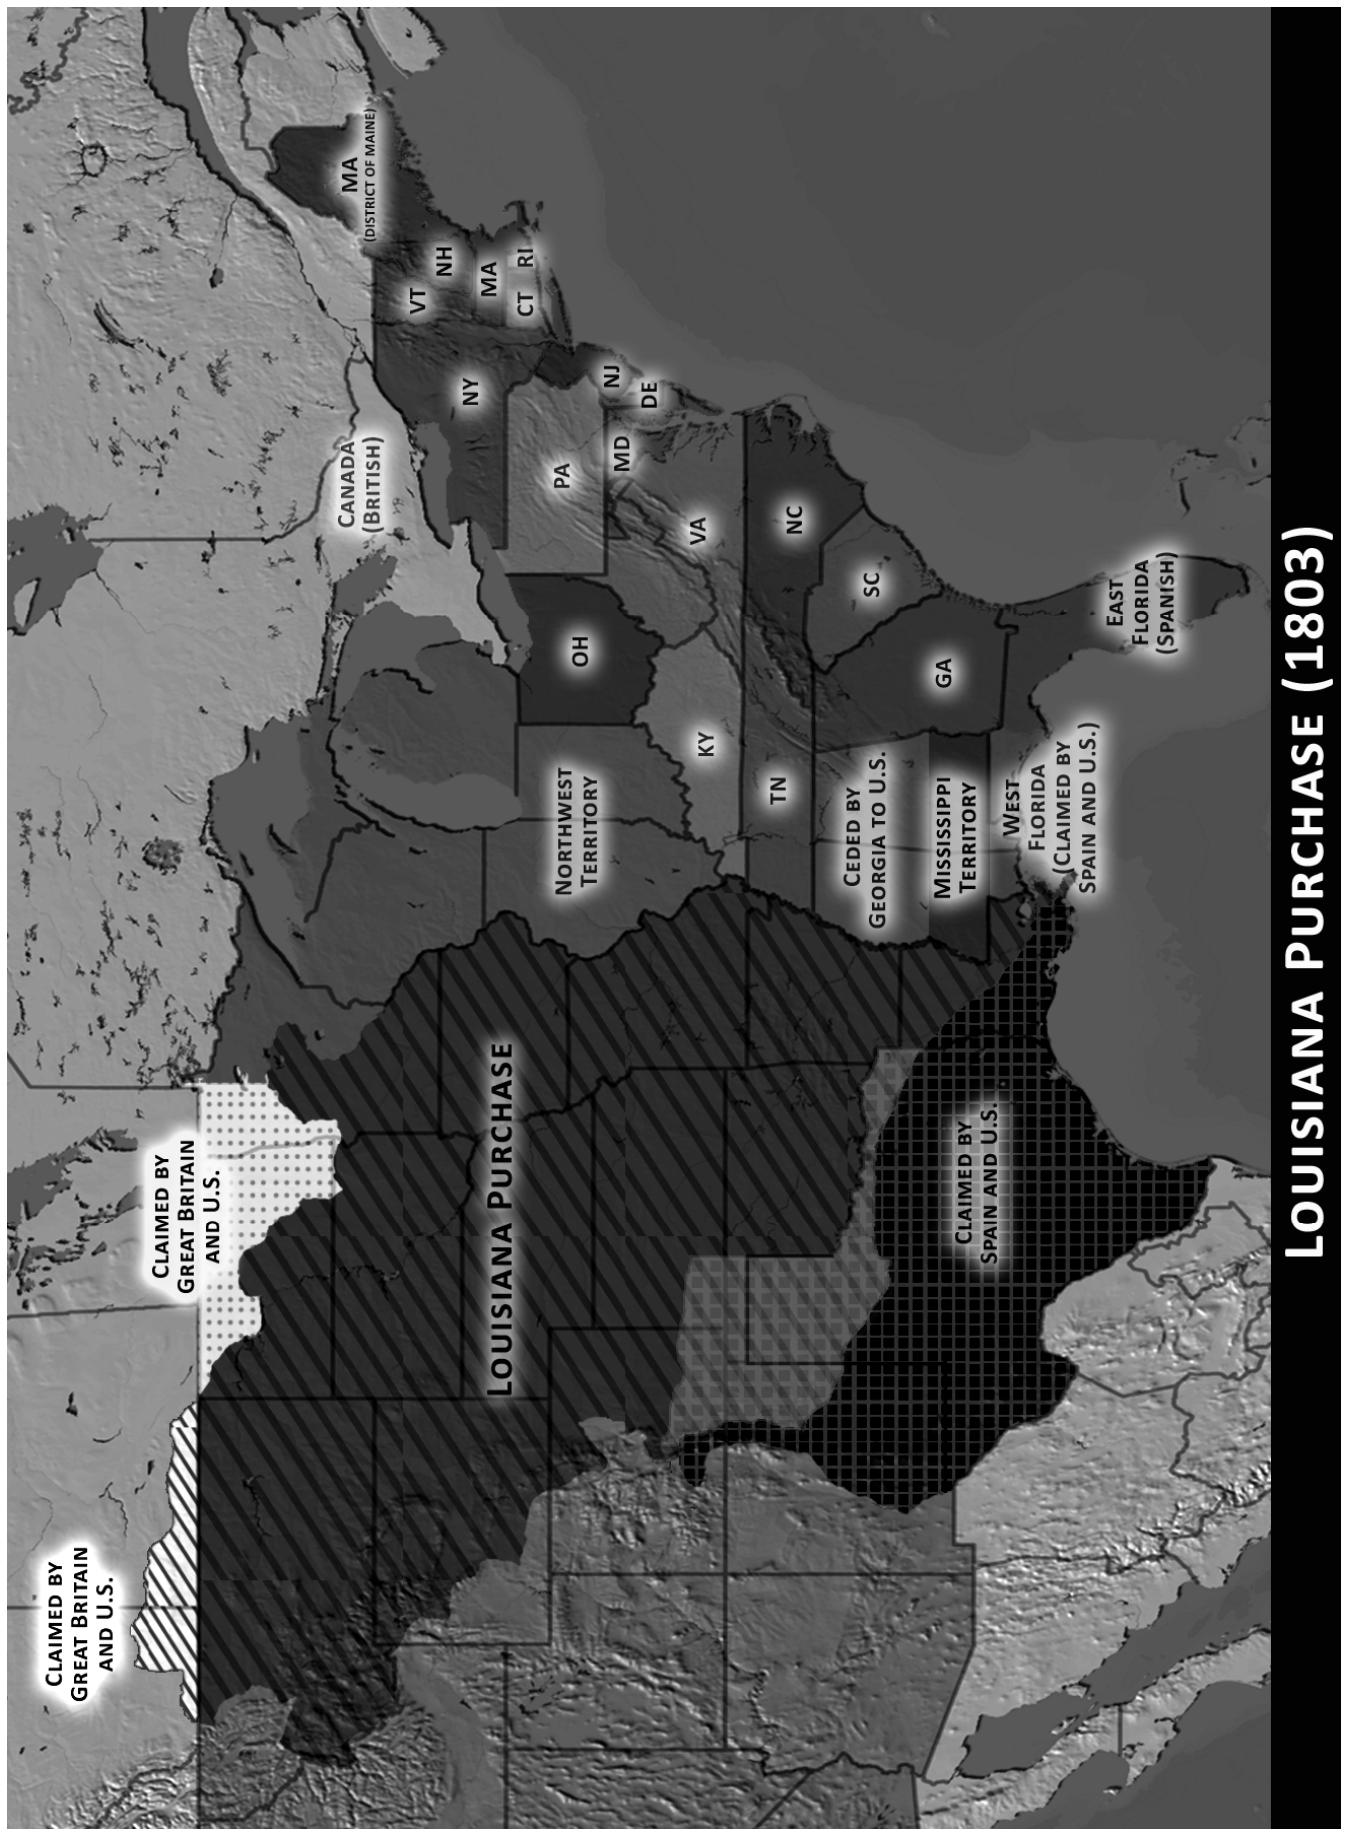 CLAIMED BY
GREAT BRITAIN
AND U.S.
CLAIMED BY
GREAT BRITAIN
AND U.S.
CANADA
(BRITISH)
MA
(DISTRICT OF MAINE)
VT
NH
MA
CT
RI
NY
PA
NJ
DE
MD
OH
VA
NORTHWEST
TERRITORY
KY
LOUISIANA PURCHASE
TN
NC
SC
GA
CEDED BY
GEORGIA TO U.S.
MISSISSIPPI
TERRITORY
WEST
FLORIDA
(CLAIMED BY
SPAIN AND U.S.)
EAST
FLORIDA
(SPANISH)
CLAIMED BY
SPAIN AND U.S.
LOUISIANA PURCHASE (1803)